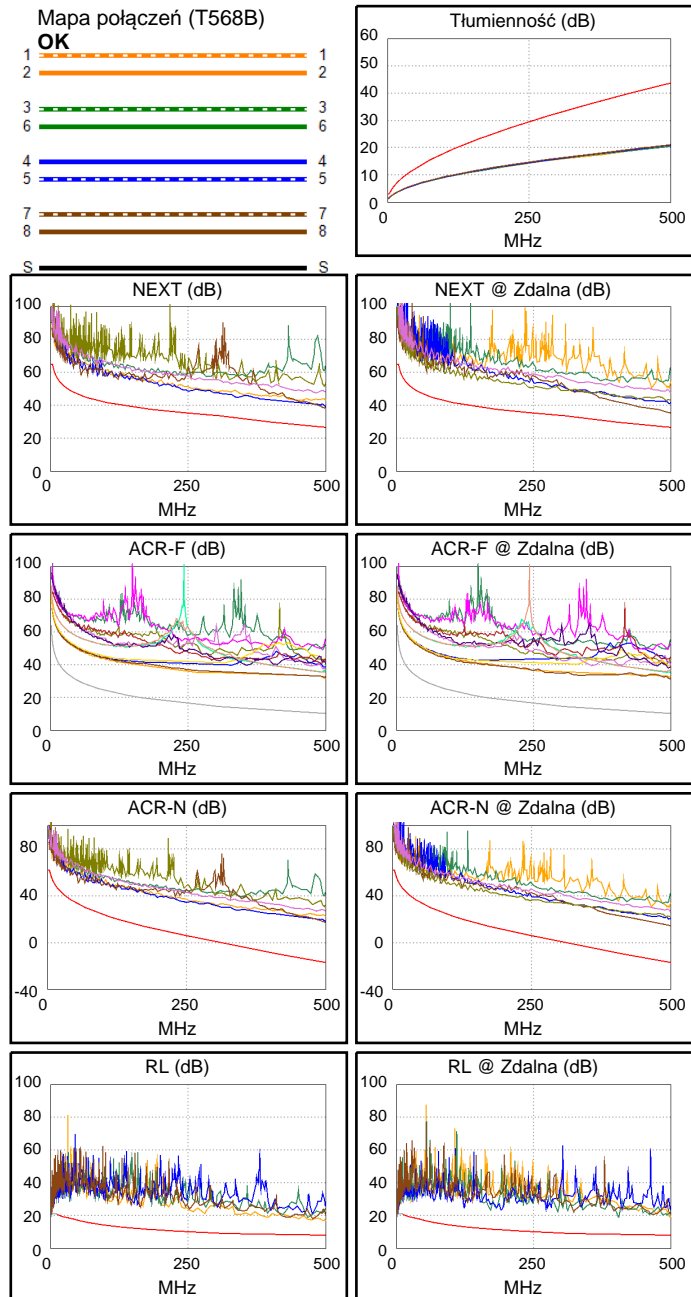 Mapa połączeń (T568B)
OK
1 1
2 2
3 3
6 6
4 4
5 5
7 7
8 8
S S
Tłumienność (dB)
60
50
40
30
20
10
0
0 250 500
MHz
NEXT (dB)
100
80
60
40
20
0
0 250 500
MHz
NEXT @ Zdalna (dB)
100
80
60
40
20
0
0 250 500
MHz
ACR-F (dB)
100
80
60
40
20
0
0 250 500
MHz
ACR-F @ Zdalna (dB)
100
80
60
40
20
0
0 250 500
MHz
ACR-N (dB)
80
40
0
-40
0 250 500
MHz
ACR-N @ Zdalna (dB)
80
40
0
-40
0 250 500
MHz
RL (dB)
100
80
60
40
20
0
0 250 500
MHz
RL @ Zdalna (dB)
100
80
60
40
20
0
0 250 500
MHz